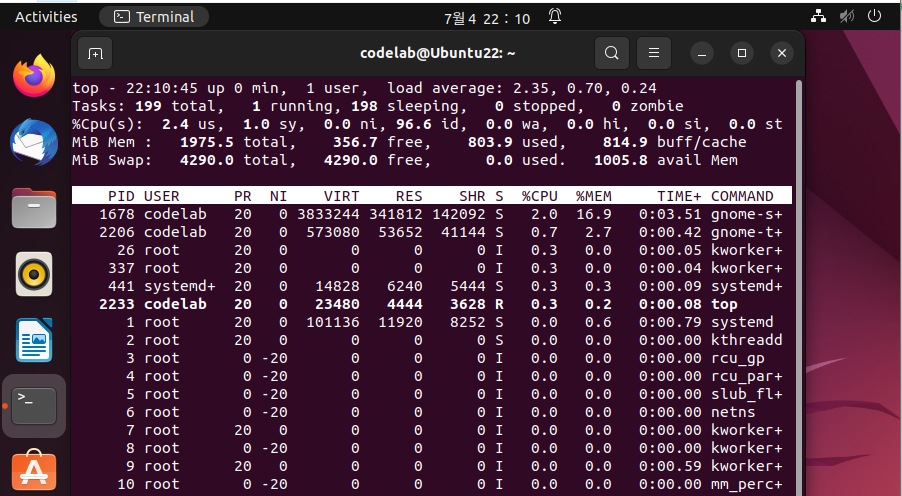 Activities Terminal 7월 4 22 : 10
codelab@Ubuntu22: ~
top - 22:10:45 up 0 min, 1 user, load average: 2.35, 0.70, 0.24
Tasks: 199 total, 1 running, 198 sleeping, 0 stopped, 0 zombie
%Cpu(s): 2.4 us, 1.0 sy, 0.0 ni, 96.6 id, 0.0 wa, 0.0 hi, 0.0 si, 0.0 st
MiB Mem : 1975.5 total, 356.7 free, 803.9 used, 814.9 buff/cache
MiB Swap: 4290.0 total, 4290.0 free, 0.0 used. 1005.8 avail Mem
PID USER PR NI VIRT RES SHR S %CPU %MEM TIME+ COMMAND
1678 codelab 20 0 3833244 341812 142092 S 2.0 16.9 0:03.51 gnome-s+
2206 codelab 20 0 573080 53652 41144 S 0.7 2.7 0:00.42 gnome-t+
26 root 20 0 0 0 0 I 0.3 0.0 0:00.05 kworker+
337 root 20 0 0 0 0 I 0.3 0.0 0:00.04 kworker+
441 systemd+ 20 0 14828 6240 5444 S 0.3 0.3 0:00.09 systemd+
2233 codelab 20 0 23480 4444 3628 R 0.3 0.2 0:00.08 top
1 root 20 0 101136 11920 8252 S 0.0 0.6 0:00.79 systemd
2 root 20 0 0 0 0 S 0.0 0.0 0:00.00 kthreadd
3 root 0 -20 0 0 0 I 0.0 0.0 0:00.00 rcu_gp
4 root 0 -20 0 0 0 I 0.0 0.0 0:00.00 rcu_par+
5 root 0 -20 0 0 0 I 0.0 0.0 0:00.00 slub_fl+
6 root 0 -20 0 0 0 I 0.0 0.0 0:00.00 netns
7 root 20 0 0 0 0 I 0.0 0.0 0:00.00 kworker+
8 root 0 -20 0 0 0 I 0.0 0.0 0:00.00 kworker+
9 root 20 0 0 0 0 I 0.0 0.0 0:00.59 kworker+
10 root 0 -20 0 0 0 I 0.0 0.0 0:00.00 mm_perc+